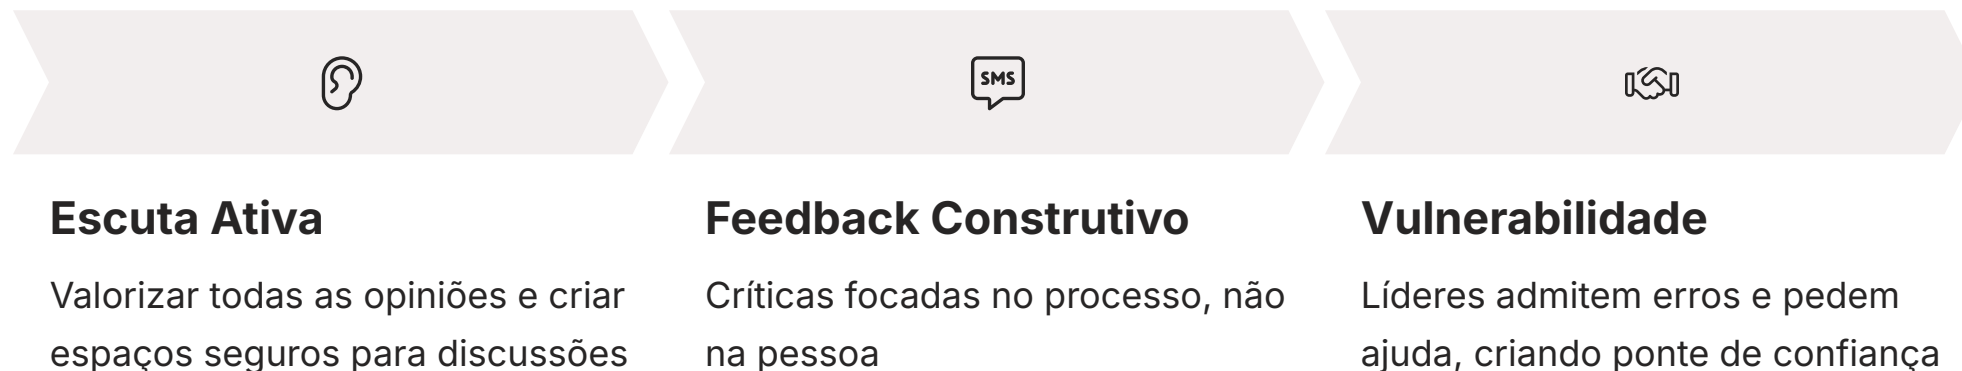 SMS
Escuta Ativa
Valorizar todas as opiniões e criar
espaços seguros para discussões
Feedback Construtivo
Críticas focadas no processo, não
na pessoa
Vulnerabilidade
Líderes admitem erros e pedem
ajuda, criando ponte de confiança